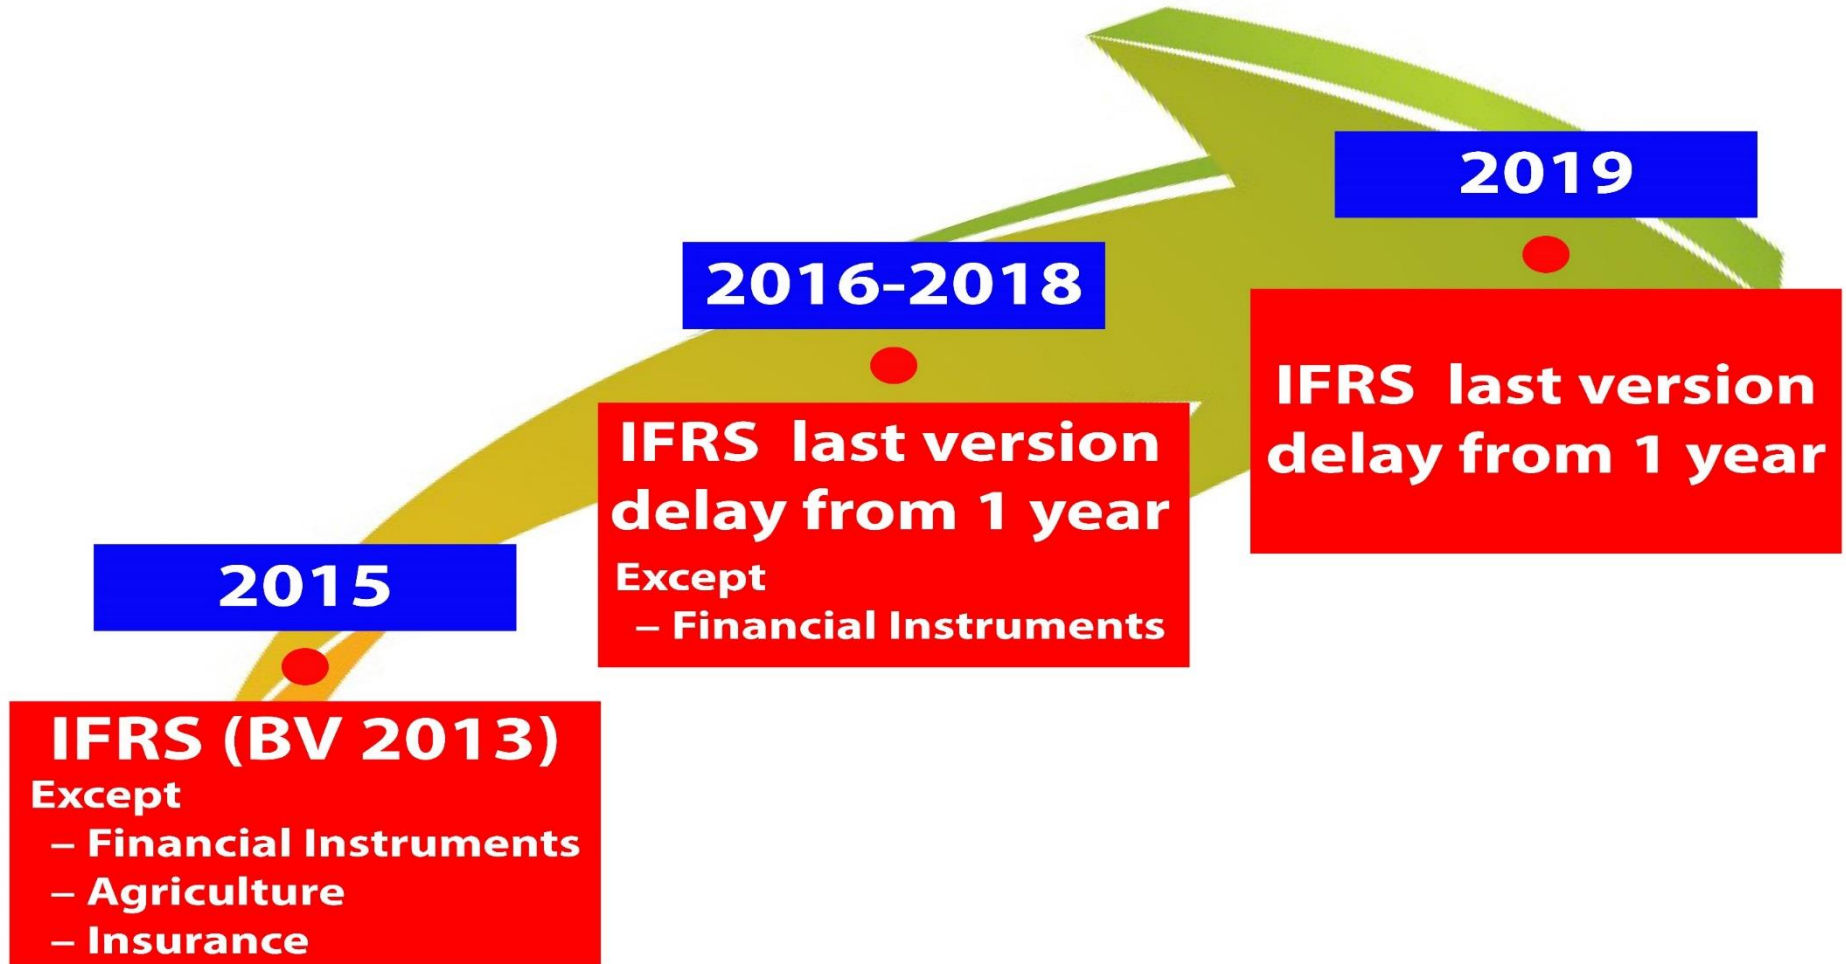 2015
IFRS (BV 2013)
Except
– Financial Instruments
– Agriculture
– Insurance
2016-2018
IFRS last version
delay from 1 year
Except
– Financial Instruments
2019
IFRS last version
delay from 1 year